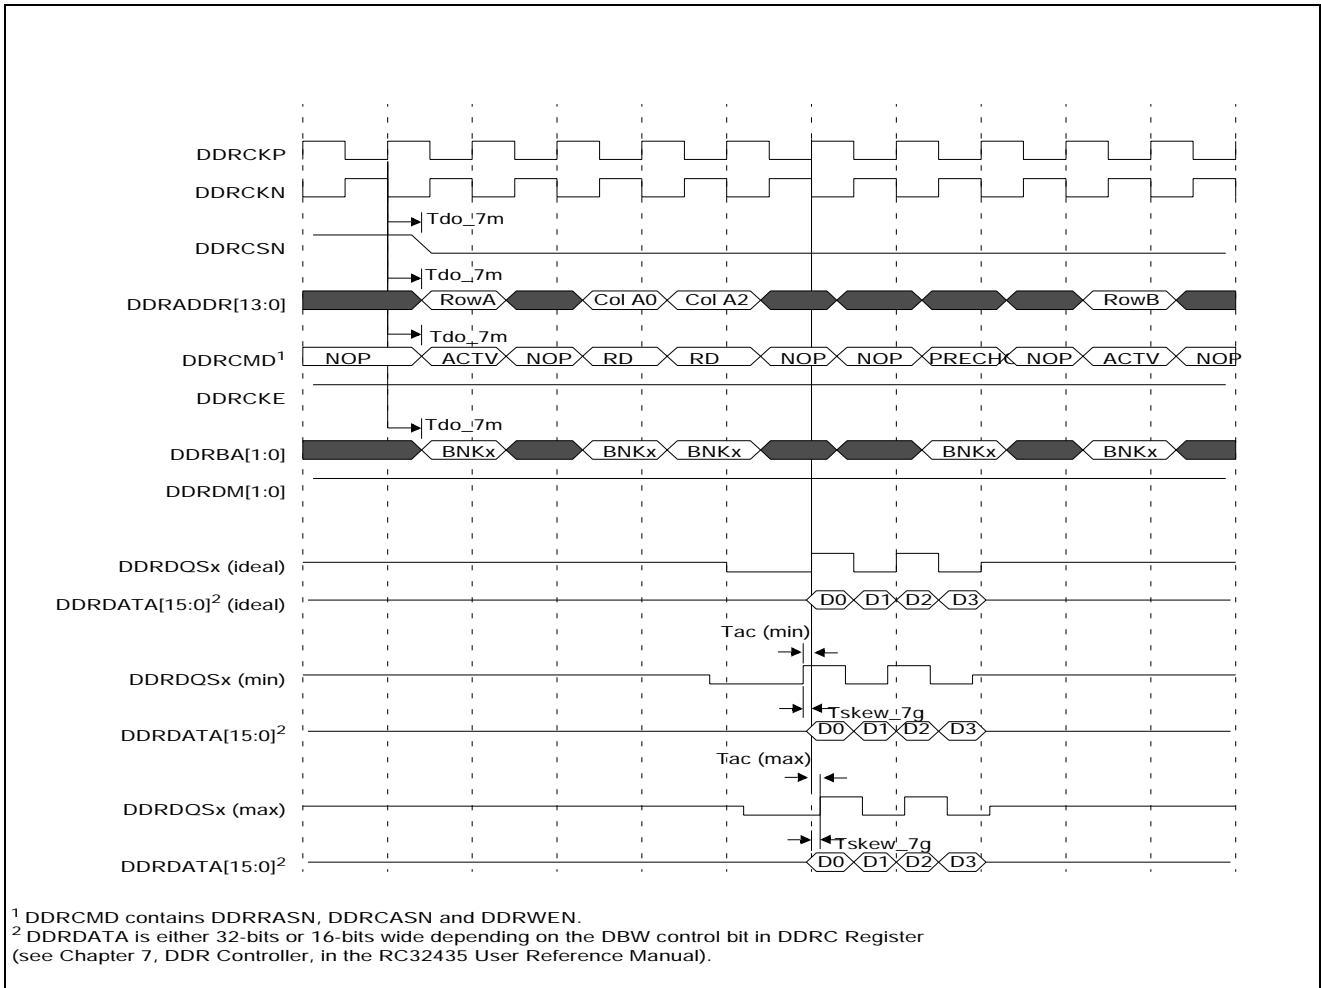 DDRCKP
DDRCKN
Tdo_7m
DDRCSN
Tdo_7m
DDRADDR[13:0] RowA Col A0 Col A2 RowB
Tdo_7m
DDRCMD¹ NOP ACTV NOP RD RD NOP NOP PRECHG NOP ACTV NOP
DDRCKE
Tdo_7m
DDRBA[1:0] BNKx BNKx BNKx BNKx BNKx
DDRDM[1:0]
DDRDQSx (ideal)
DDRDATA[15:0]² (ideal) D0 D1 D2 D3
Tac (min)
DDRDQSx (min)
Tskew_7g
DDRDATA[15:0]² D0 D1 D2 D3
Tac (max)
DDRDQSx (max)
Tskew_7g
DDRDATA[15:0]² D0 D1 D2 D3
¹ DDRCMD contains DDRRASN, DDRCASN and DDRWEN.
² DDRDATA is either 32-bits or 16-bits wide depending on the DBW control bit in DDRC Register
(see Chapter 7, DDR Controller, in the RC32435 User Reference Manual).